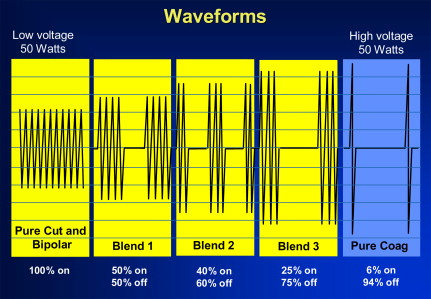 Waveforms
Low voltage
50 Watts
High voltage
50 Watts
Pure Cut and
Bipolar
Blend 1
Blend 2
Blend 3
Pure Coag
100% on
50% on
50% off
40% on
60% off
25% on
75% off
6% on
94% off